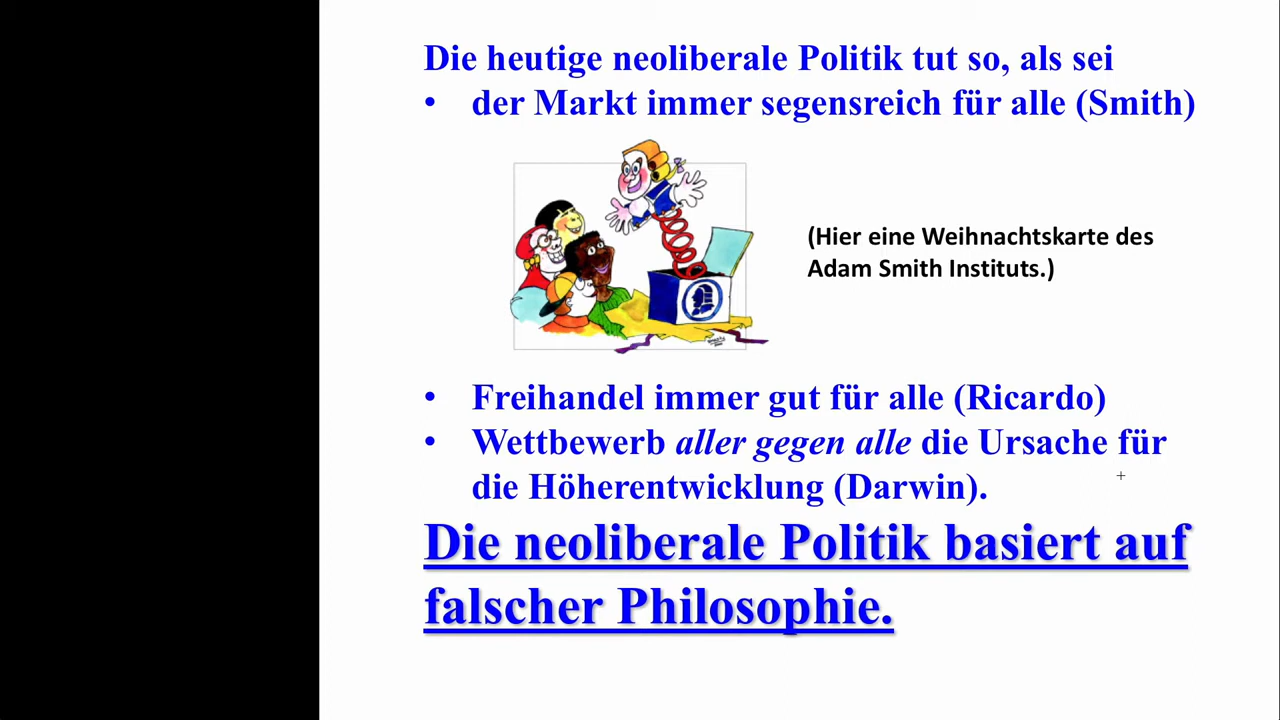 Die heutige neoliberale Politik tut so, als sei
• der Markt immer segensreich für alle (Smith)
(Hier eine Weihnachtskarte des
Adam Smith Instituts.)
• Freihandel immer gut für alle (Ricardo)
• Wettbewerb aller gegen alle die Ursache für
die Höherentwicklung (Darwin).
Die neoliberale Politik basiert auf
falscher Philosophie.